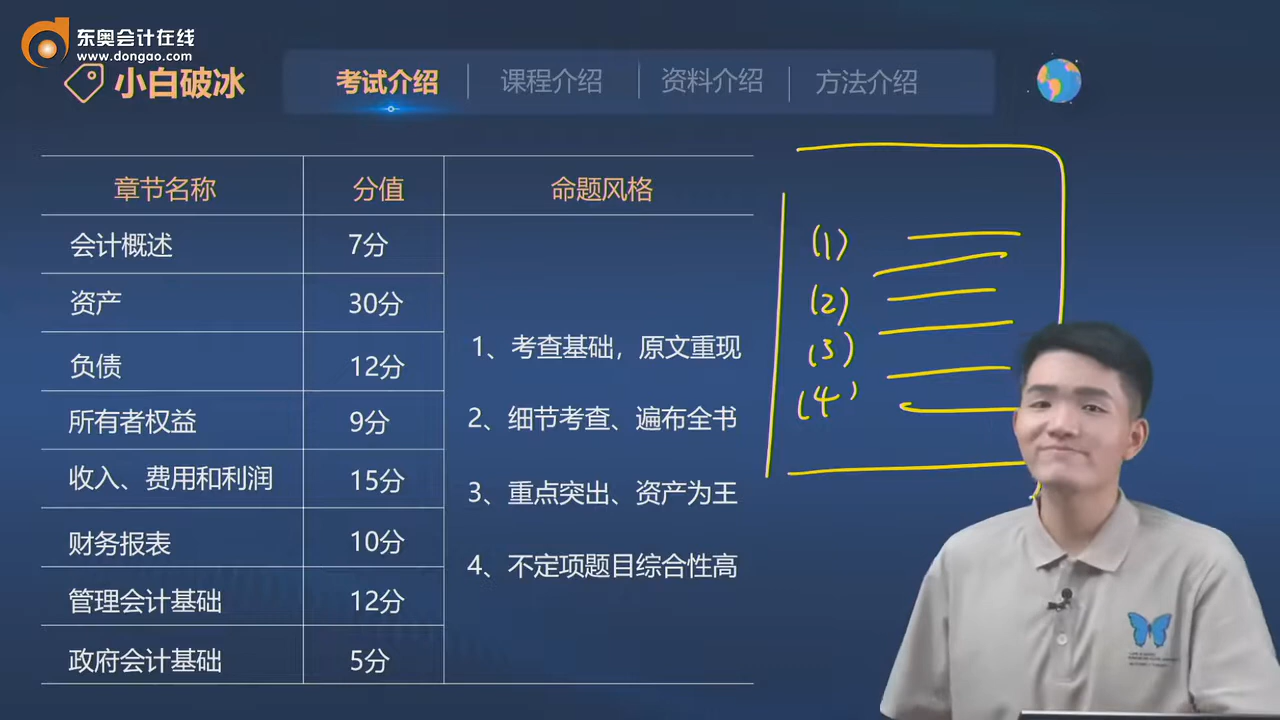 东奥会计在线
www.dongao.com
小白破冰
考试介绍
课程介绍
资料介绍
方法介绍
章节名称 分值 命题风格
会计概述 7分
资产 30分
负债 12分
所有者权益 9分
收入、费用和利润 15分
财务报表 10分
管理会计基础 12分
政府会计基础 5分
1、考查基础，原文重现
2、细节考查、遍布全书
3、重点突出、资产为王
4、不定项题目综合性高
(1)
(2)
(3)
(4)